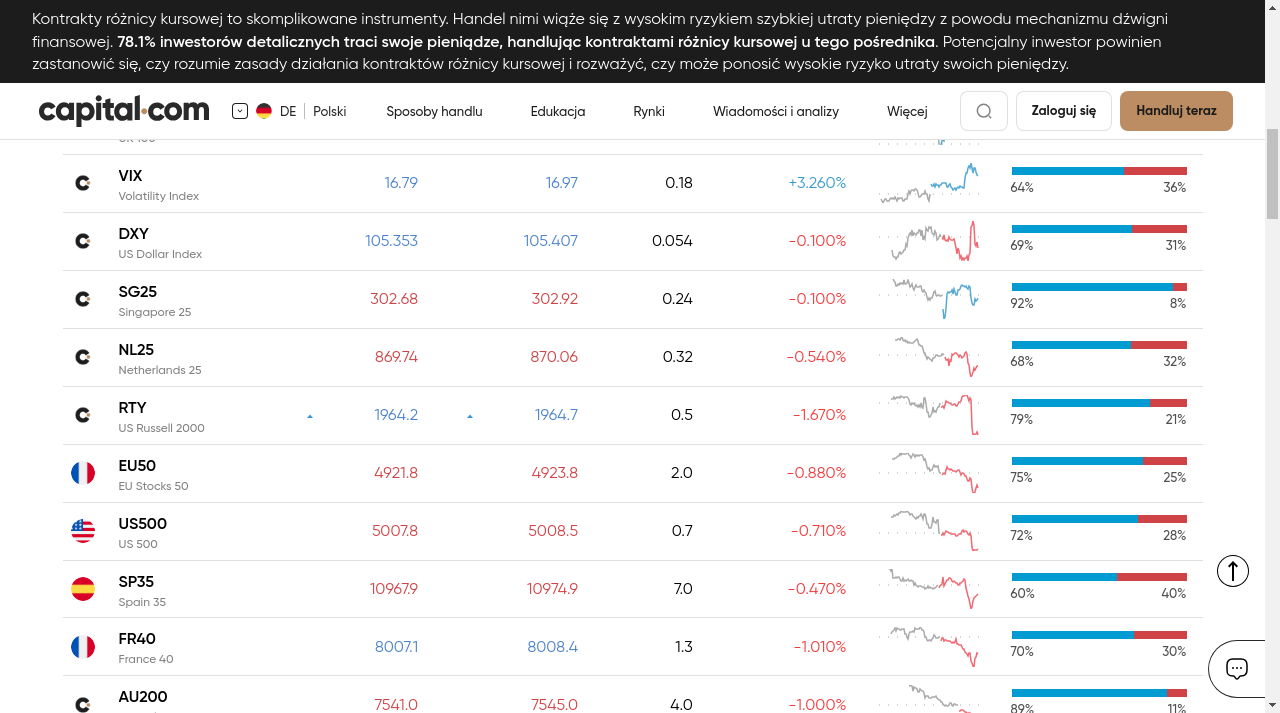 Kontrakty różnicy kursowej to skomplikowane instrumenty. Handel nimi wiąże się z wysokim ryzykiem szybkiej utraty pieniędzy z powodu mechanizmu dźwigni
finansowej. 78.1% inwestorów detalicznych traci swoje pieniądze, handlując kontraktami różnicy kursowej u tego pośrednika. Potencjalny inwestor powinien
zastanowić się, czy rozumie zasady działania kontraktów różnicy kursowej i rozważyć, czy może ponosić wysokie ryzyko utraty swoich pieniędzy.
capital.com DE Polski Sposoby handlu Edukacja Rynki Wiadomości i analizy Więcej Zaloguj się Handluj teraz
VIX 16.79 16.97 0.18 +3.260%
Volatility Index 64% 36%
DXY 105.353 105.407 0.054 -0.100%
US Dollar Index 69% 31%
SG25 302.68 302.92 0.24 -0.100%
Singapore 25 92% 8%
NL25 869.74 870.06 0.32 -0.540%
Netherlands 25 68% 32%
RTY 1964.2 1964.7 0.5 -1.670%
US Russell 2000 79% 21%
EU50 4921.8 4923.8 2.0 -0.880%
EU Stocks 50 75% 25%
US500 5007.8 5008.5 0.7 -0.710%
US 500 72% 28%
SP35 10967.9 10974.9 7.0 -0.470%
Spain 35 60% 40%
FR40 8007.1 8008.4 1.3 -1.010%
France 40 70% 30%
AU200 7541.0 7545.0 4.0 -1.000%
89% 11%